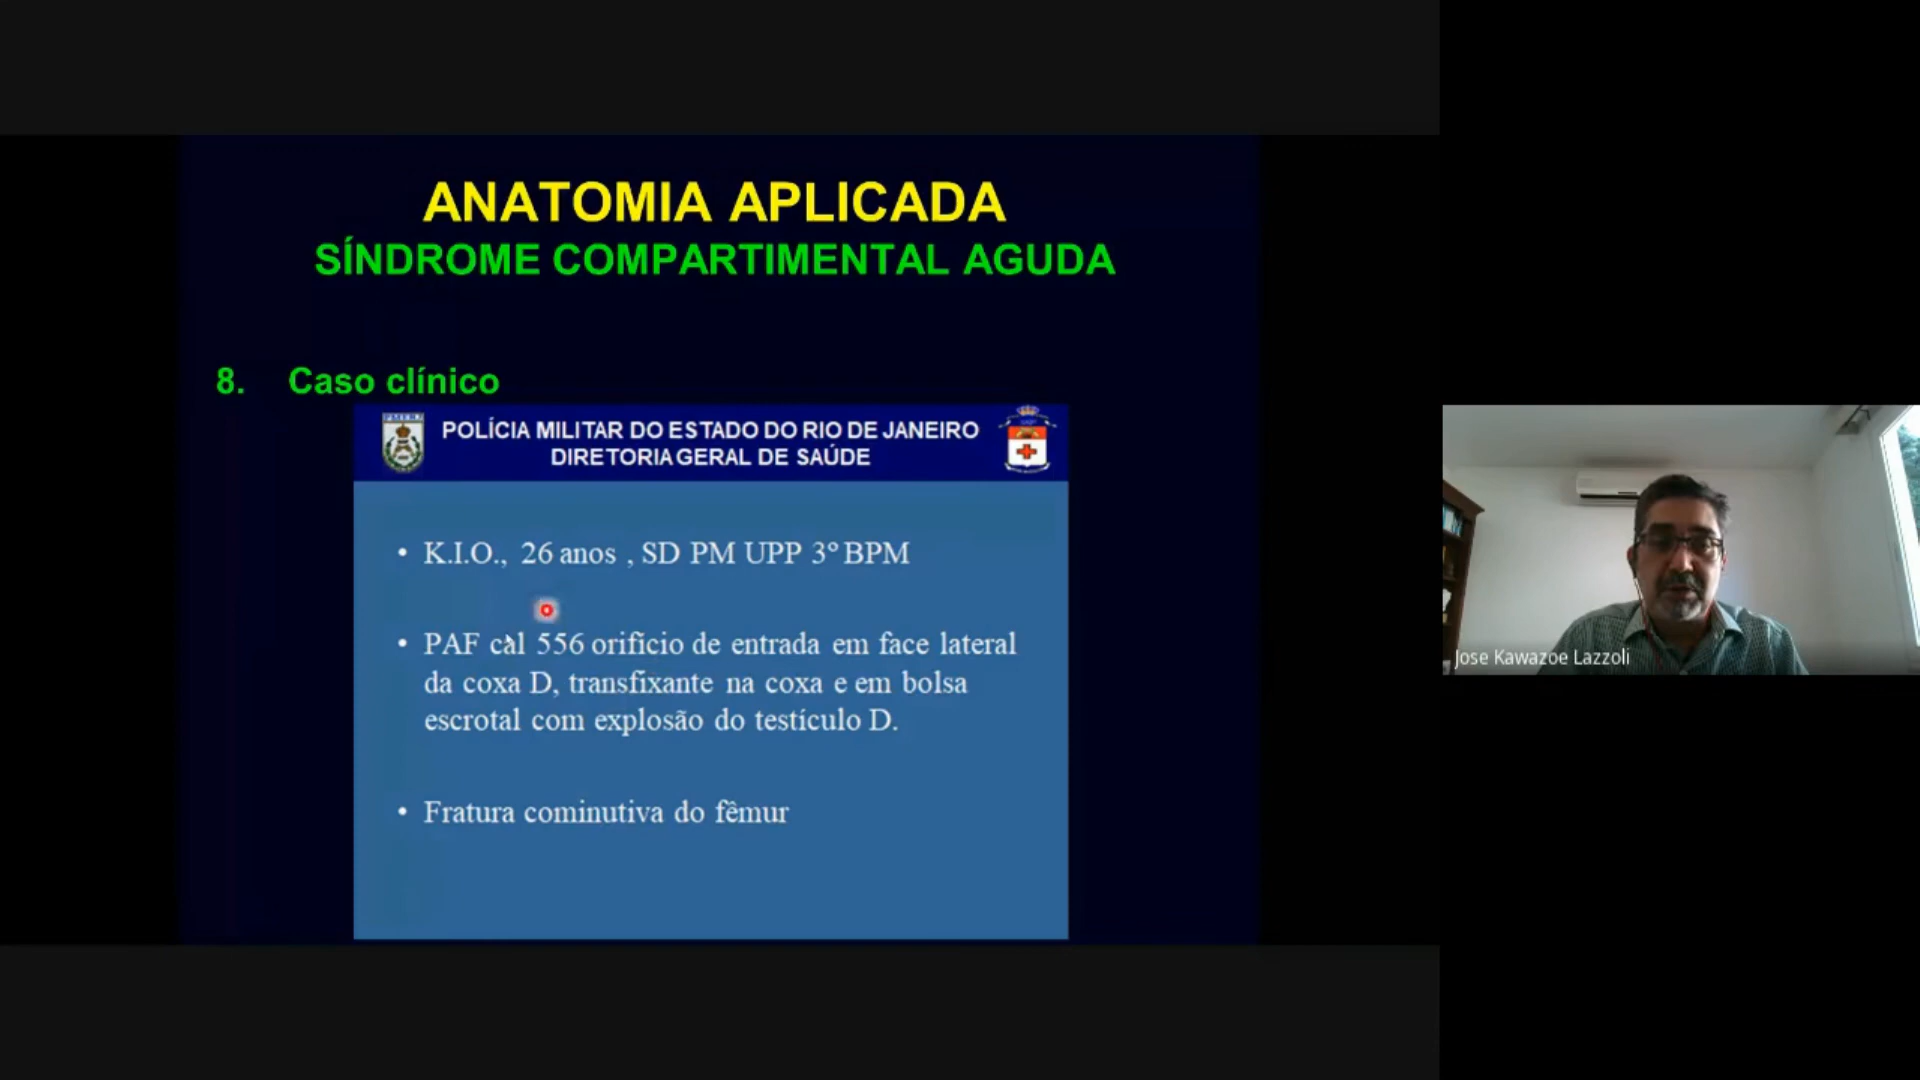 ANATOMIA APLICADA
SÍNDROME COMPARTIMENTAL AGUDA
8. Caso clínico
POLÍCIA MILITAR DO ESTADO DO RIO DE JANEIRO
DIRETORIA GERAL DE SAÚDE
• K.I.O., 26 anos , SD PM UPP 3º BPM
• PAF cal 556 orifício de entrada em face lateral
da coxa D, transfixante na coxa e em bolsa
escrotal com explosão do testículo D.
• Fratura cominutiva do fêmur
Jose Kawazoe Lazzoli